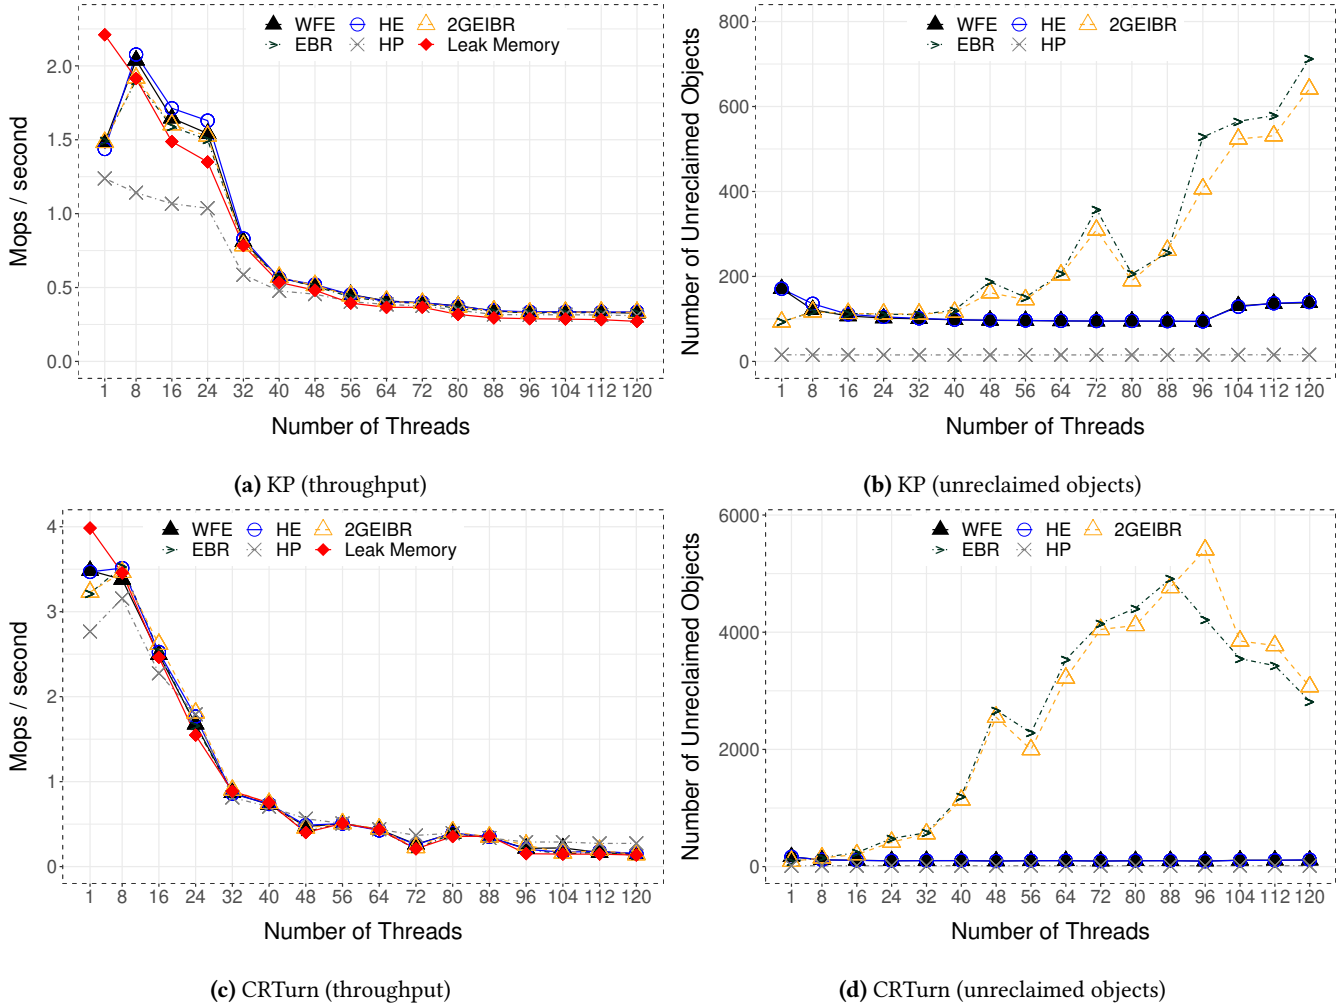 WFE HE 2GEIBR
EBR HP Leak Memory
2.0
1.5
1.0
0.5
0.0
Mops / second
1 8 16 24 32 40 48 56 64 72 80 88 96 104 112 120
Number of Threads
(a) KP (throughput)
WFE HE 2GEIBR
EBR HP
800
600
400
200
0
Number of Unreclaimed Objects
1 8 16 24 32 40 48 56 64 72 80 88 96 104 112 120
Number of Threads
(b) KP (unreclaimed objects)
WFE HE 2GEIBR
EBR HP Leak Memory
4
3
2
1
0
Mops / second
1 8 16 24 32 40 48 56 64 72 80 88 96 104 112 120
Number of Threads
(c) CRTurn (throughput)
WFE HE 2GEIBR
EBR HP
6000
4000
2000
0
Number of Unreclaimed Objects
1 8 16 24 32 40 48 56 64 72 80 88 96 104 112 120
Number of Threads
(d) CRTurn (unreclaimed objects)